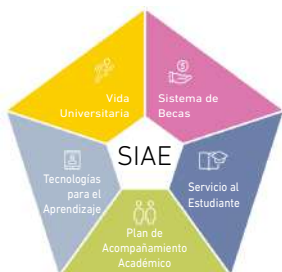 Vida
Universitaria
Sistema de
Becas
SIAE
Tecnologías
para el
Aprendizaje
Servicio al
Estudiante
Plan de
Acompañamiento
Académico